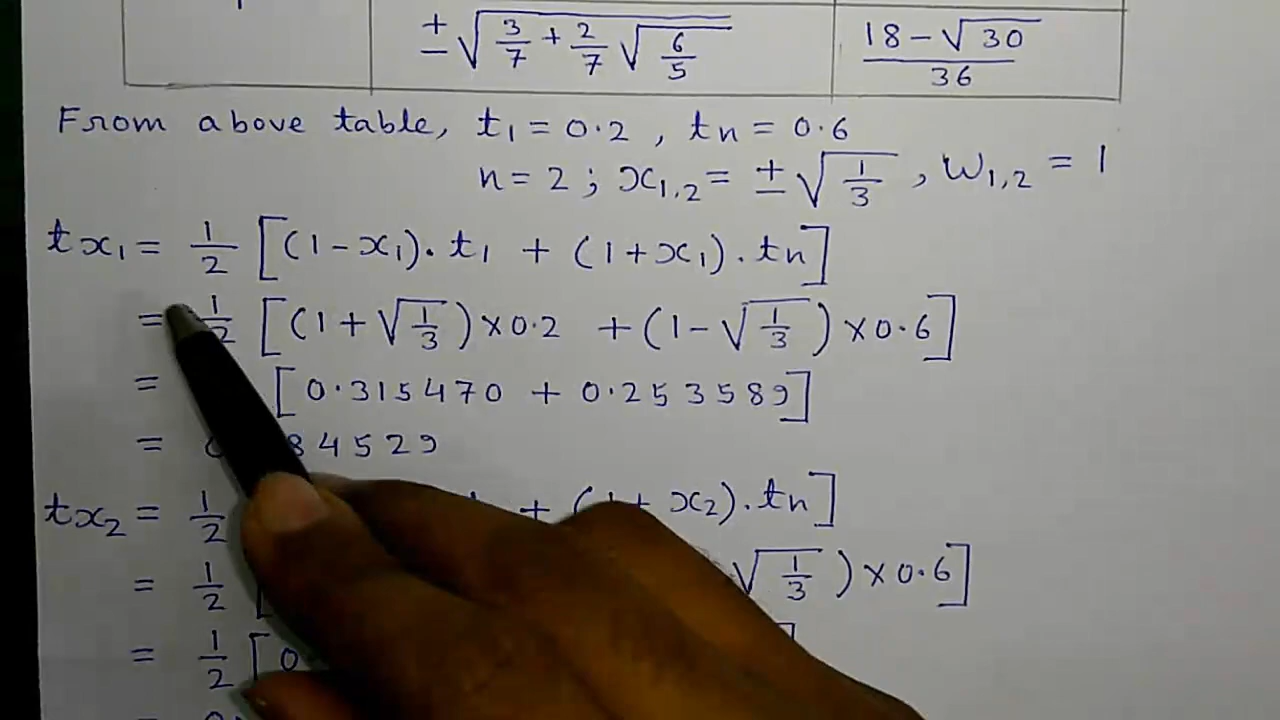 ± √(3/7 + 2/7 √(6/5)) (18 - √30)/36
From above table, t1 = 0.2 , tn = 0.6
n = 2 ; x1,2 = ± √(1/3) , W1,2 = 1
tx1 = 1/2 [(1-x1). t1 + (1+x1). tn]
= 1/2 [(1+√(1/3)) × 0.2 + (1-√(1/3)) × 0.6]
= [0.315470 + 0.253589]
= 84529
tx2 = 1/2 + (1+x2). tn]
= 1/2 [ √(1/3)) × 0.6]
= 1/2 [0 ]
=